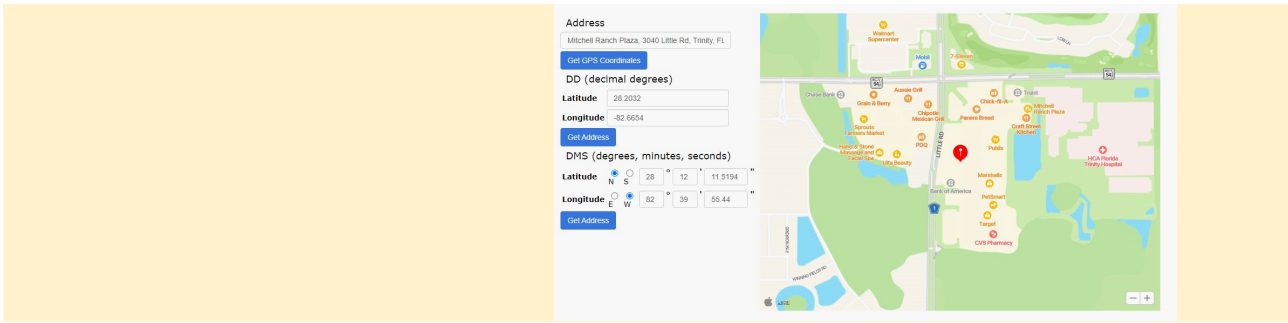 Address
Mitchell Ranch Plaza, 3040 Little Rd, Trinity, FL
Get GPS Coordinates
DD (decimal degrees)
Latitude 28.2032
Longitude -82.6654
Get Address
DMS (degrees, minutes, seconds)
Latitude N S 28 ° 12 ' 11.5194 "
Longitude E W 82 ° 39 ' 55.44 "
Get Address
Walmart
Supercenter
Mobil
7-Eleven
54
54
Chase Bank
Grain & Berry
Aussie Grill
Chipotle
Mexican Grill
Chick-fil-A
Truist
Panera Bread
Mitchell
Ranch Plaza
Craft Street
Kitchen
Sprouts
Farmers Market
PDQ
LITTLE RD
Publix
Hand & Stone
Massage and
Facial Spa
Ulta Beauty
HCA Florida
Trinity Hospital
Marshalls
Bank of America
PetSmart
1
Target
CVS Pharmacy
Legal
− +